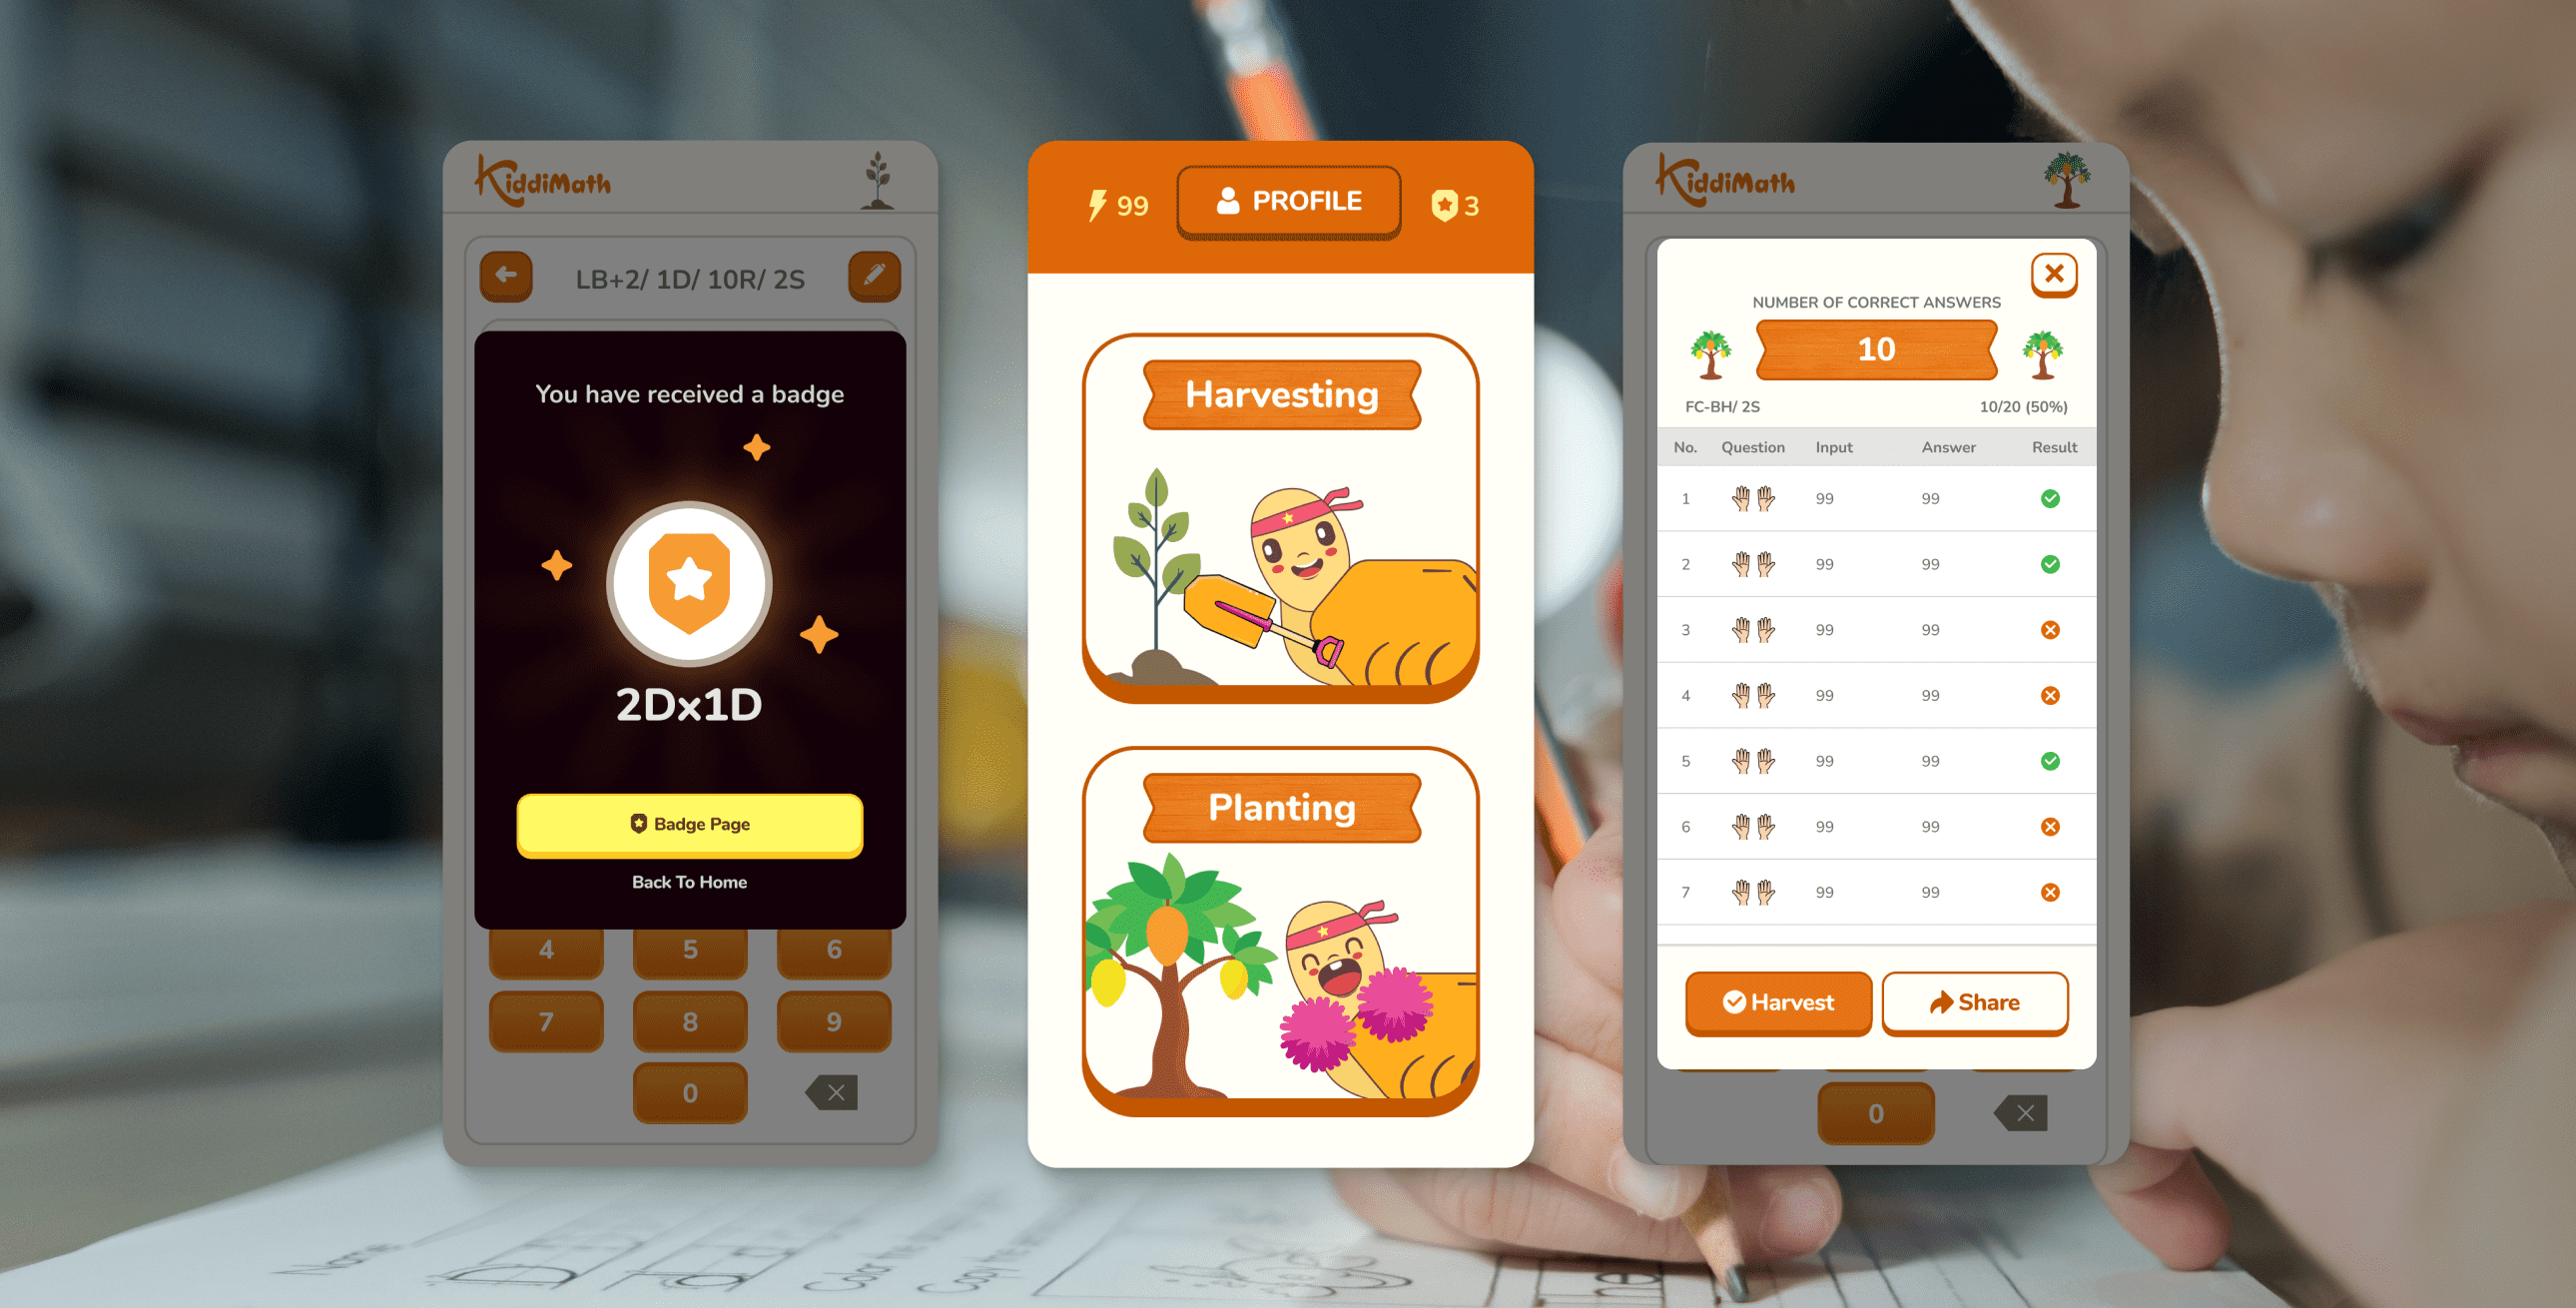 KiddiMath
LB+2/ 1D/ 10R/ 2S
You have received a badge
2Dx1D
Badge Page
Back To Home
4 5 6
7 8 9
0
99 PROFILE 3
Harvesting
Planting
KiddiMath
NUMBER OF CORRECT ANSWERS
10
FC-BH/ 2S 10/20 (50%)
No. Question Input Answer Result
1 99 99
2 99 99
3 99 99
4 99 99
5 99 99
6 99 99
7 99 99
Harvest Share
0
Name